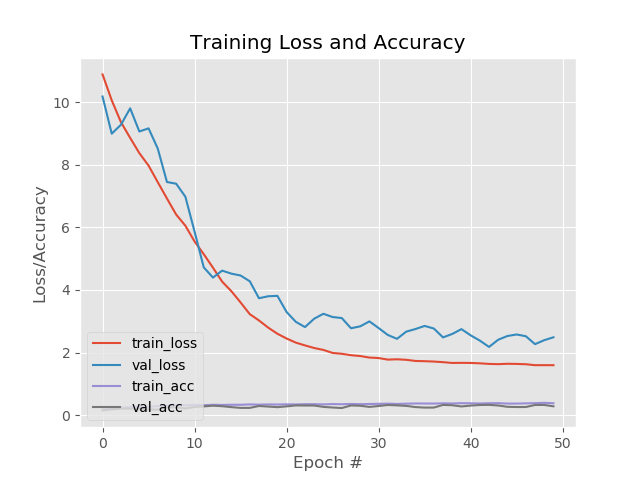 Training Loss and Accuracy
Loss/Accuracy
10
8
6
4
2
0
train_loss
val_loss
train_acc
val_acc
0
10
20
30
40
50
Epoch #